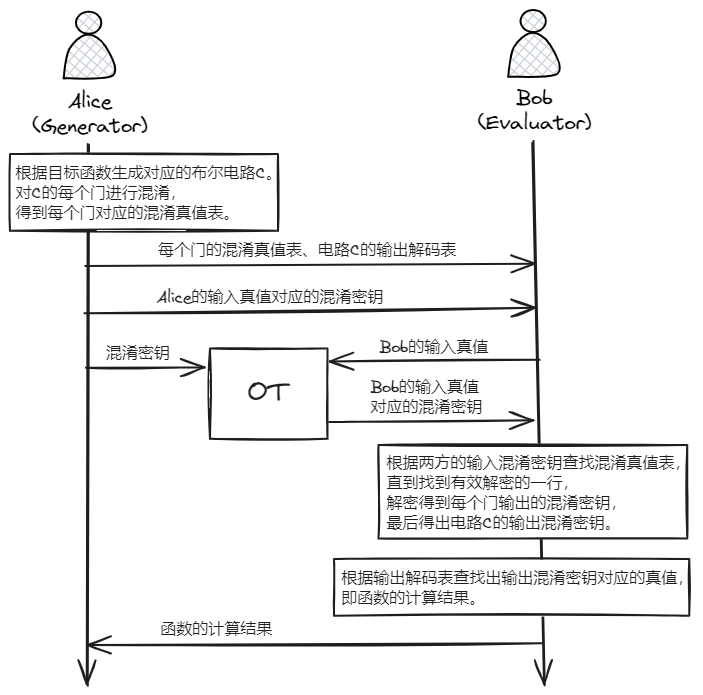 Alice
(Generator)
Bob
(Evaluator)
根据目标函数生成对应的布尔电路C。
对C的每个门进行混淆，
得到每个门对应的混淆真值表。
每个门的混淆真值表、电路C的输出解码表
Alice的输入真值对应的混淆密钥
混淆密钥
Bob的输入真值
OT
Bob的输入真值
对应的混淆密钥
根据两方的输入混淆密钥查找混淆真值表，
直到找到有效解密的一行，
解密得到每个门输出的混淆密钥，
最后得出电路C的输出混淆密钥。
根据输出解码表查找出输出混淆密钥对应的真值，
即函数的计算结果。
函数的计算结果